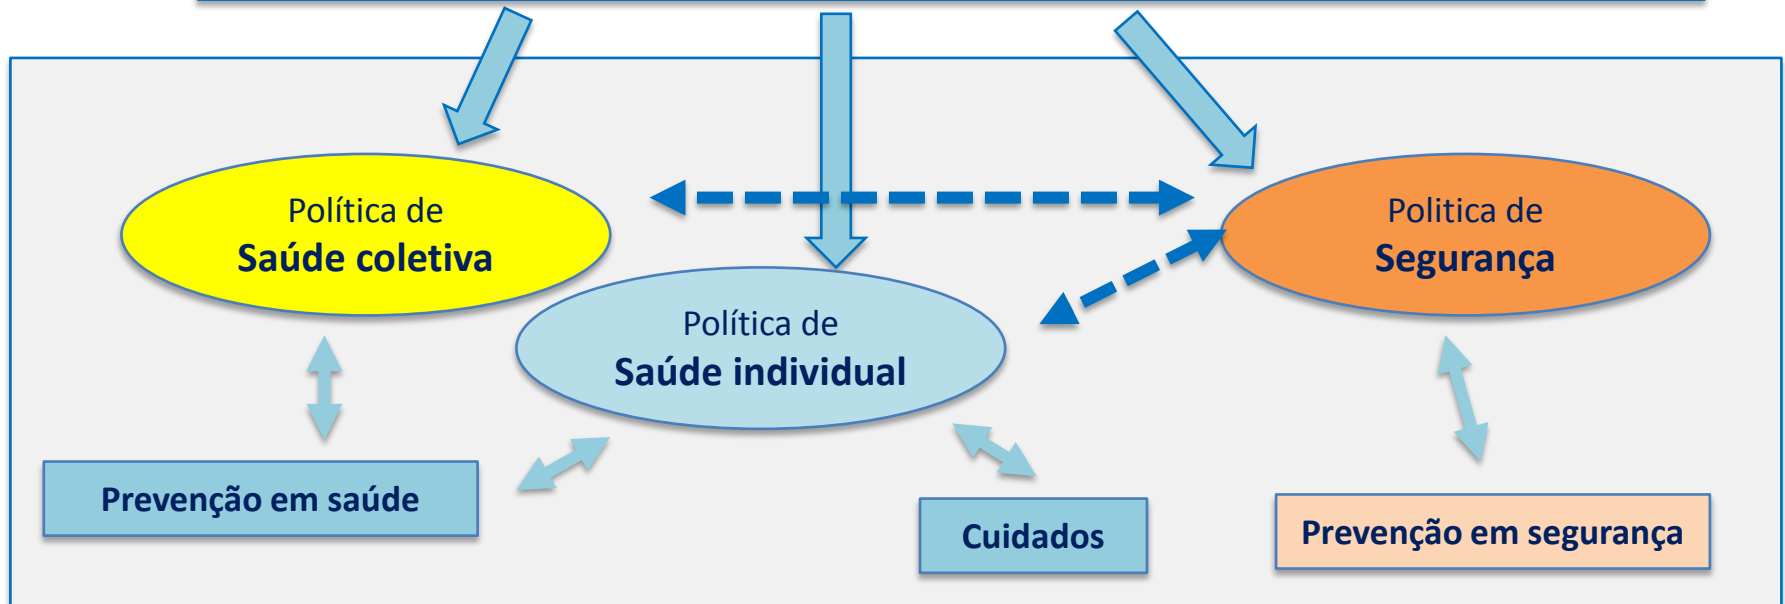 Política de
Saúde coletiva
Politica de
Segurança
Política de
Saúde individual
Prevenção em saúde
Cuidados
Prevenção em segurança